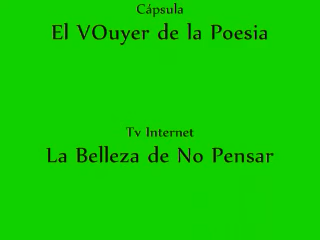 Cápsula
El VOuyer de la Poesia
Tv Internet
La Belleza de No Pensar